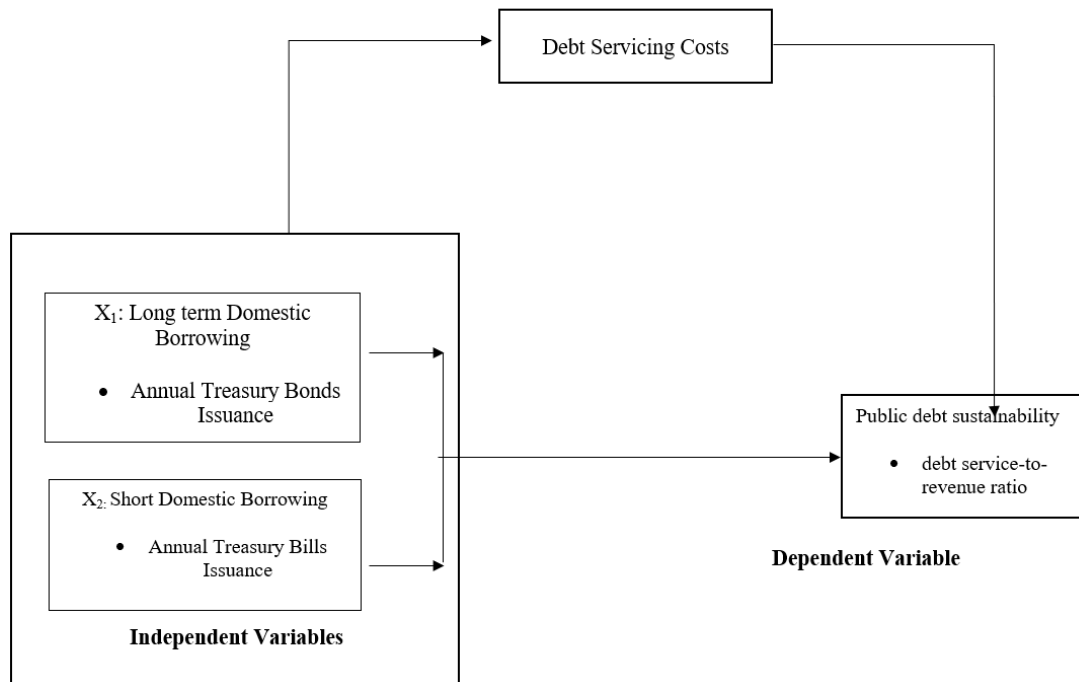 Debt Servicing Costs
X₁: Long term Domestic
Borrowing
• Annual Treasury Bonds
Issuance
X₂: Short Domestic Borrowing
• Annual Treasury Bills
Issuance
Independent Variables
Public debt sustainability
• debt service-to-
revenue ratio
Dependent Variable